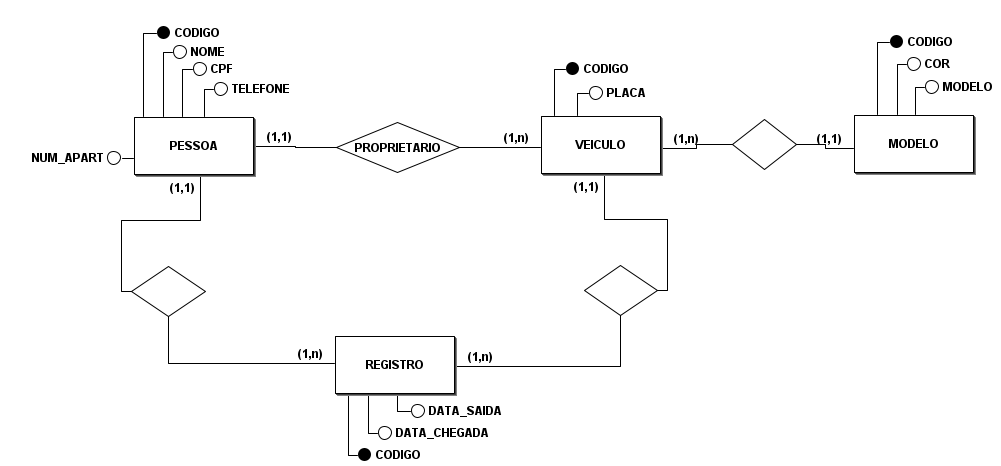 CODIGO
NOME
CPF
TELEFONE
NUM_APART
PESSOA
(1,1)
(1,1)
PROPRIETARIO
(1,n)
CODIGO
PLACA
VEICULO
(1,n)
(1,1)
(1,1)
CODIGO
COR
MODELO
MODELO
(1,n)
REGISTRO
(1,n)
DATA_SAIDA
DATA_CHEGADA
CODIGO